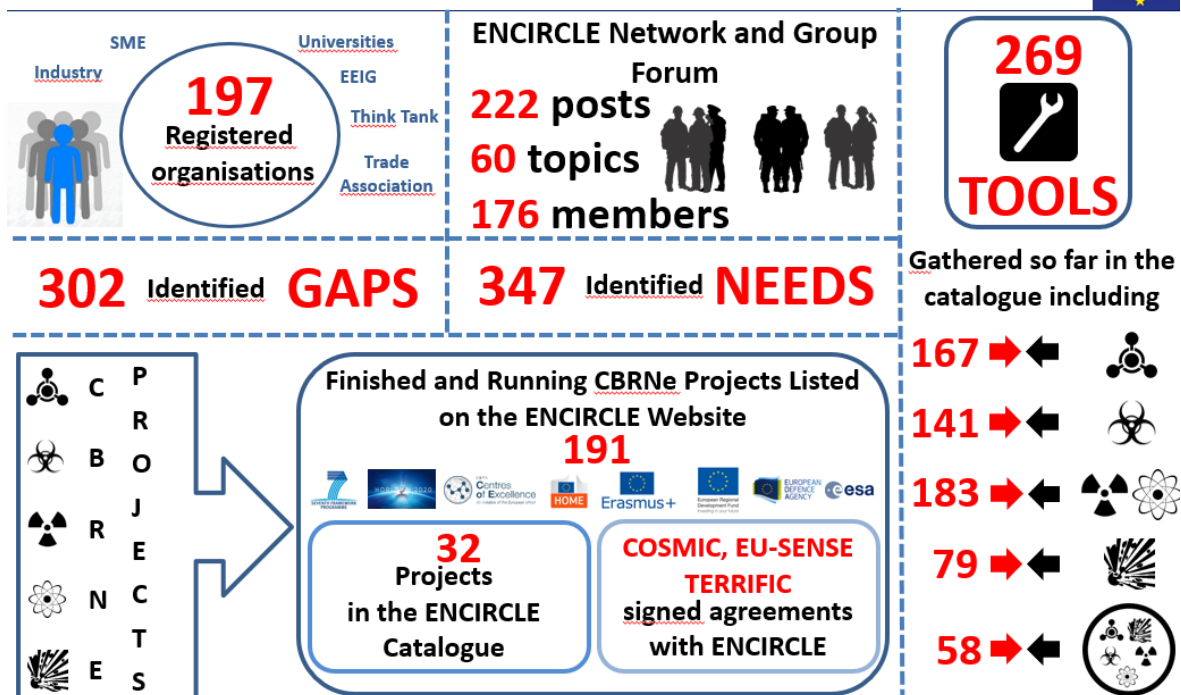 SME
Universities
Industry
EEIG
197
Registered
organisations
Think Tank
Trade
Association
ENCIRCLE Network and Group
Forum
222 posts
60 topics
176 members
269
TOOLS
302 Identified GAPS
347 Identified NEEDS
Gathered so far in the
catalogue including
167
141
183
79
58
C
B
R
N
E
P
R
O
J
E
C
T
S
Finished and Running CBRNe Projects Listed
on the ENCIRCLE Website
191
7
SEVENTH FRAMEWORK
PROGRAMME
HORIZON 2020
Centres
of Excellence
HOME
Erasmus+
European Regional
Development Fund
EUROPEAN
DEFENCE
AGENCY
esa
32
Projects
in the ENCIRCLE
Catalogue
COSMIC, EU-SENSE
TERRIFIC
signed agreements
with ENCIRCLE